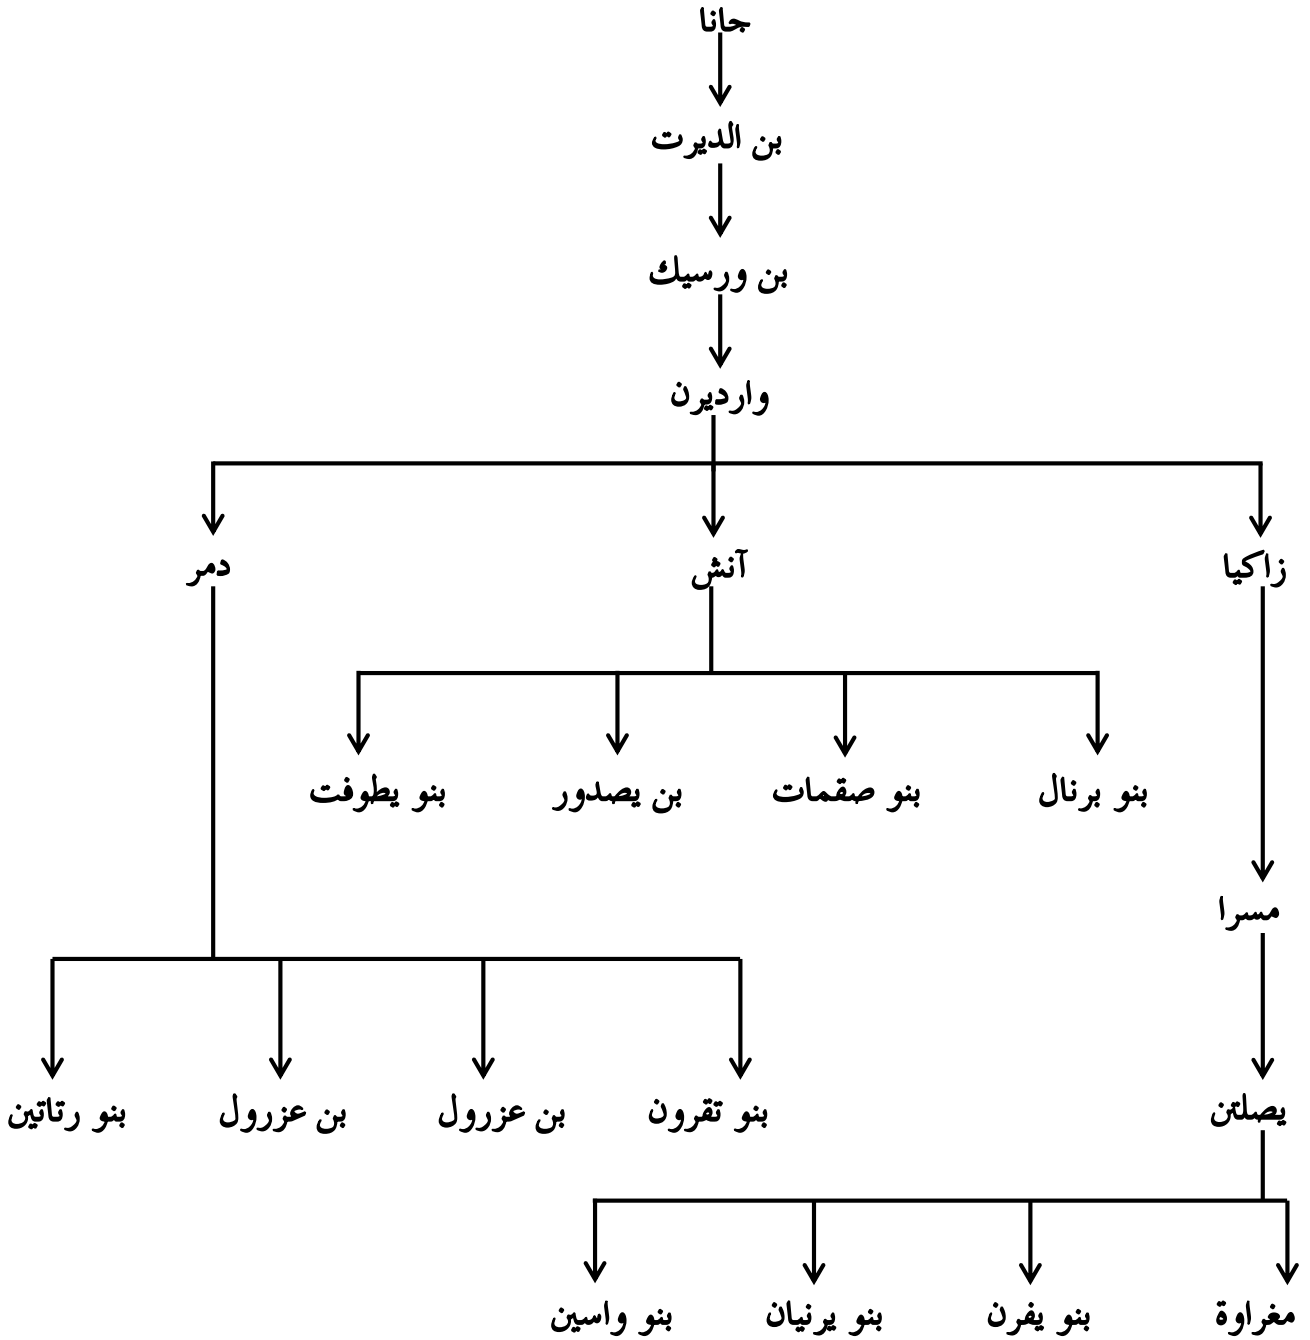 جانا
بن الديرت
بن ورسيك
وارديرن
زاكيا
آنش
دمر
بنو برنال
بنو صقمات
بن يصدور
بنو يطوفت
مسرا
يصلتن
بنو تقرون
بن عزرول
بن عزرول
بنو رتاتين
مغراوة
بنو يفرن
بنو يرنيان
بنو واسين